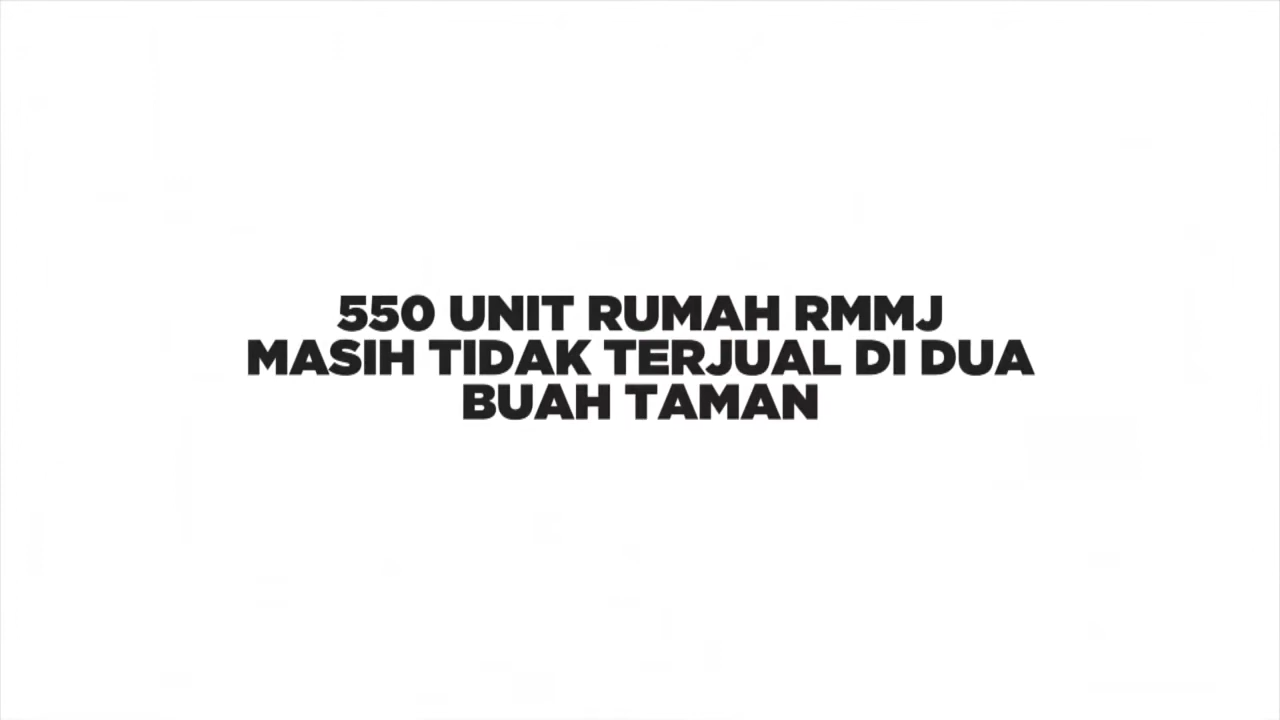 550 UNIT RUMAH RMMJ
MASIH TIDAK TERJUAL DI DUA
BUAH TAMAN